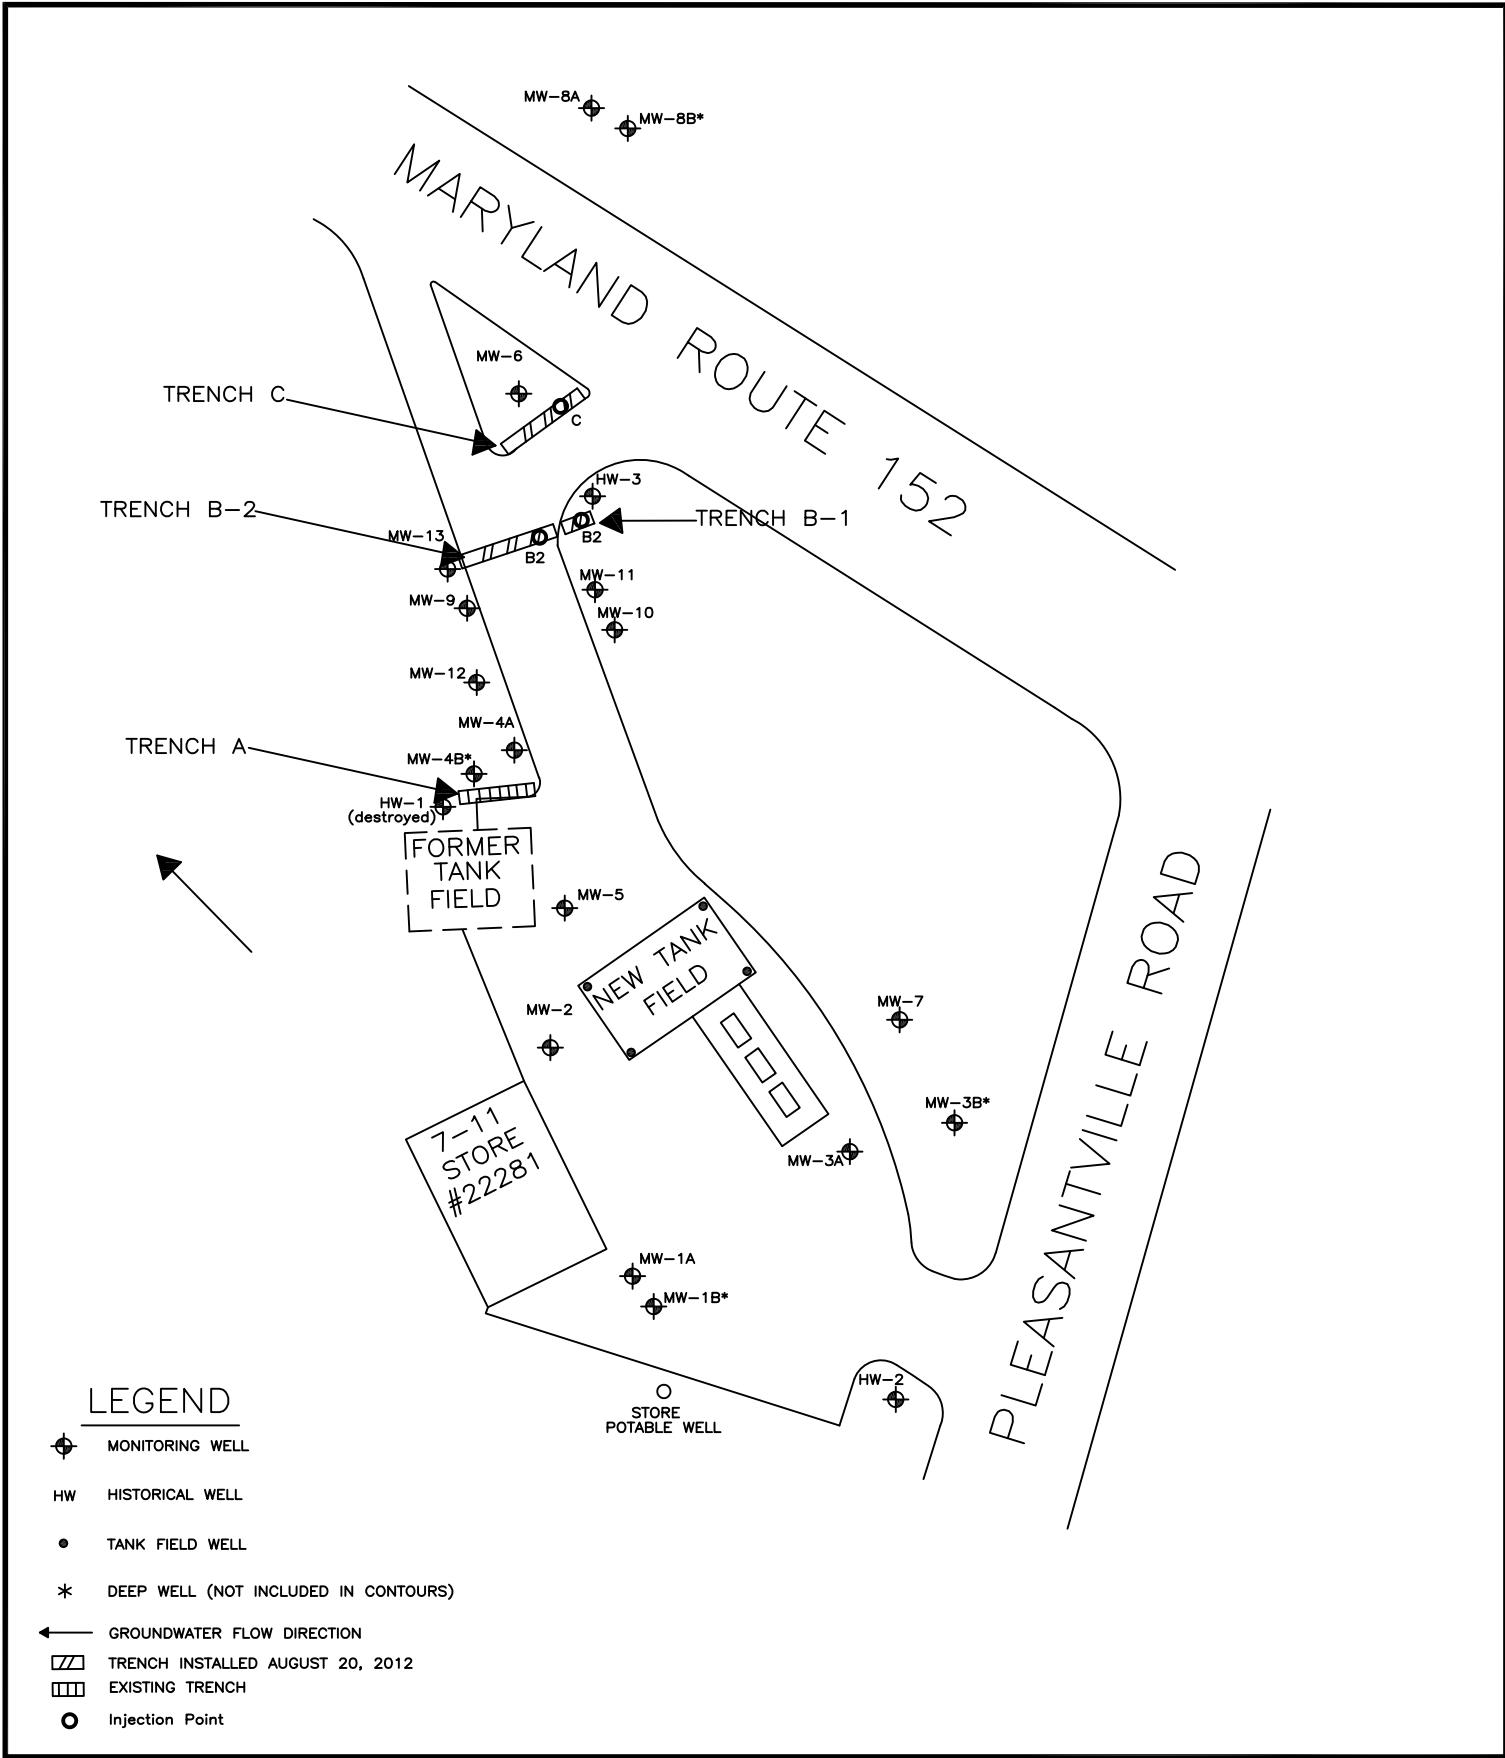 MW-8A
MW-8B*
MARYLAND ROUTE 152
MW-6
TRENCH C
C
HW-3
TRENCH B-2
TRENCH B-1
MW-13
B2
B2
MW-11
MW-9
MW-10
MW-12
MW-4A
TRENCH A
MW-4B*
HW-1
(destroyed)
FORMER
TANK
FIELD
MW-5
NEW TANK
FIELD
MW-2
MW-7
PLEASANTVILLE ROAD
MW-3B*
MW-3A
7-11
STORE
#22281
MW-1A
MW-1B*
HW-2
STORE
POTABLE WELL
LEGEND
MONITORING WELL
HW HISTORICAL WELL
TANK FIELD WELL
* DEEP WELL (NOT INCLUDED IN CONTOURS)
GROUNDWATER FLOW DIRECTION
TRENCH INSTALLED AUGUST 20, 2012
EXISTING TRENCH
Injection Point